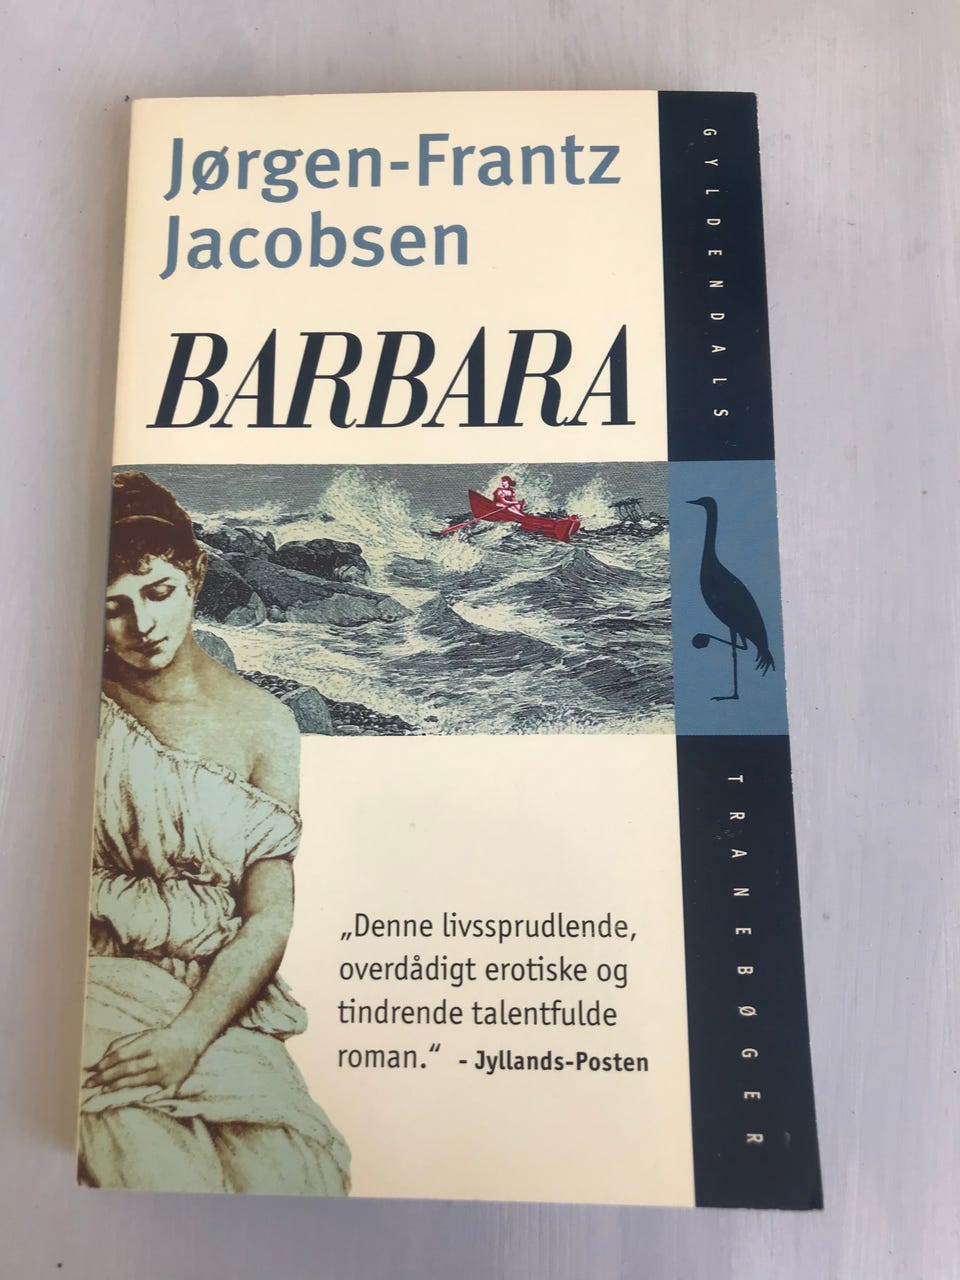 Jørgen-Frantz
Jacobsen
BARBARA
GYLDENDALS
TRANEBØGER
„Denne livssprudlende,
overdådigt erotiske og
tindrende talentfulde
roman.“ - Jyllands-Posten